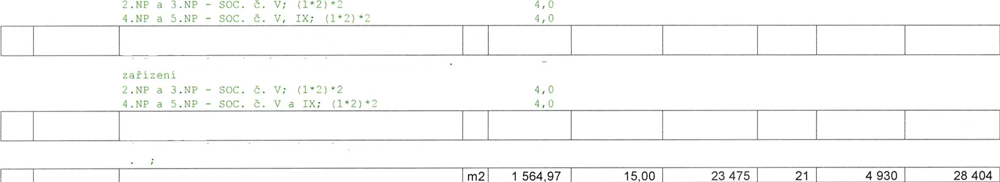 2.NP a 3.NP - SOC. č. V; (1*2)*2 4,0
4.NP a 5.NP - SOC. č. V, IX; (1*2)*2 4,0
zařízení
2.NP a 3.NP - SOC. č. V; (1*2)*2 4,0
4.NP a 5.NP - SOC. č. V a IX; (1*2)*2 4,0
m2 1 564,97 15,00 23 475 21 4 930 28 404